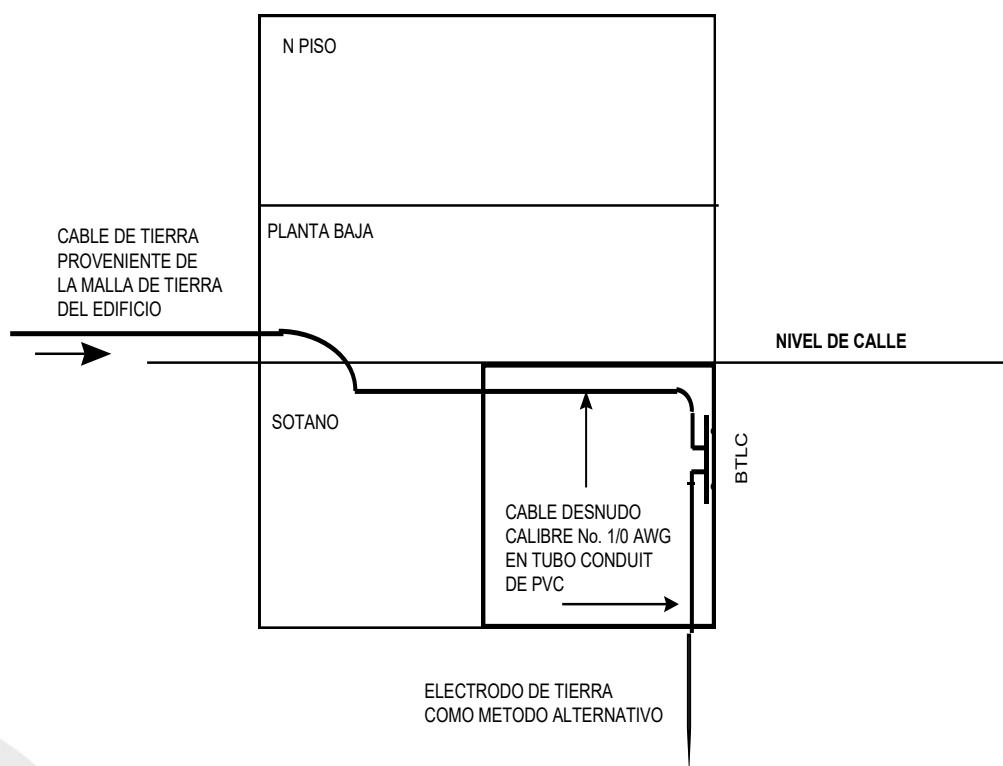 N PISO
PLANTA BAJA
CABLE DE TIERRA
PROVENIENTE DE
LA MALLA DE TIERRA
DEL EDIFICIO
NIVEL DE CALLE
SOTANO
BTLC
CABLE DESNUDO
CALIBRE No. 1/0 AWG
EN TUBO CONDUIT
DE PVC
ELECTRODO DE TIERRA
COMO METODO ALTERNATIVO